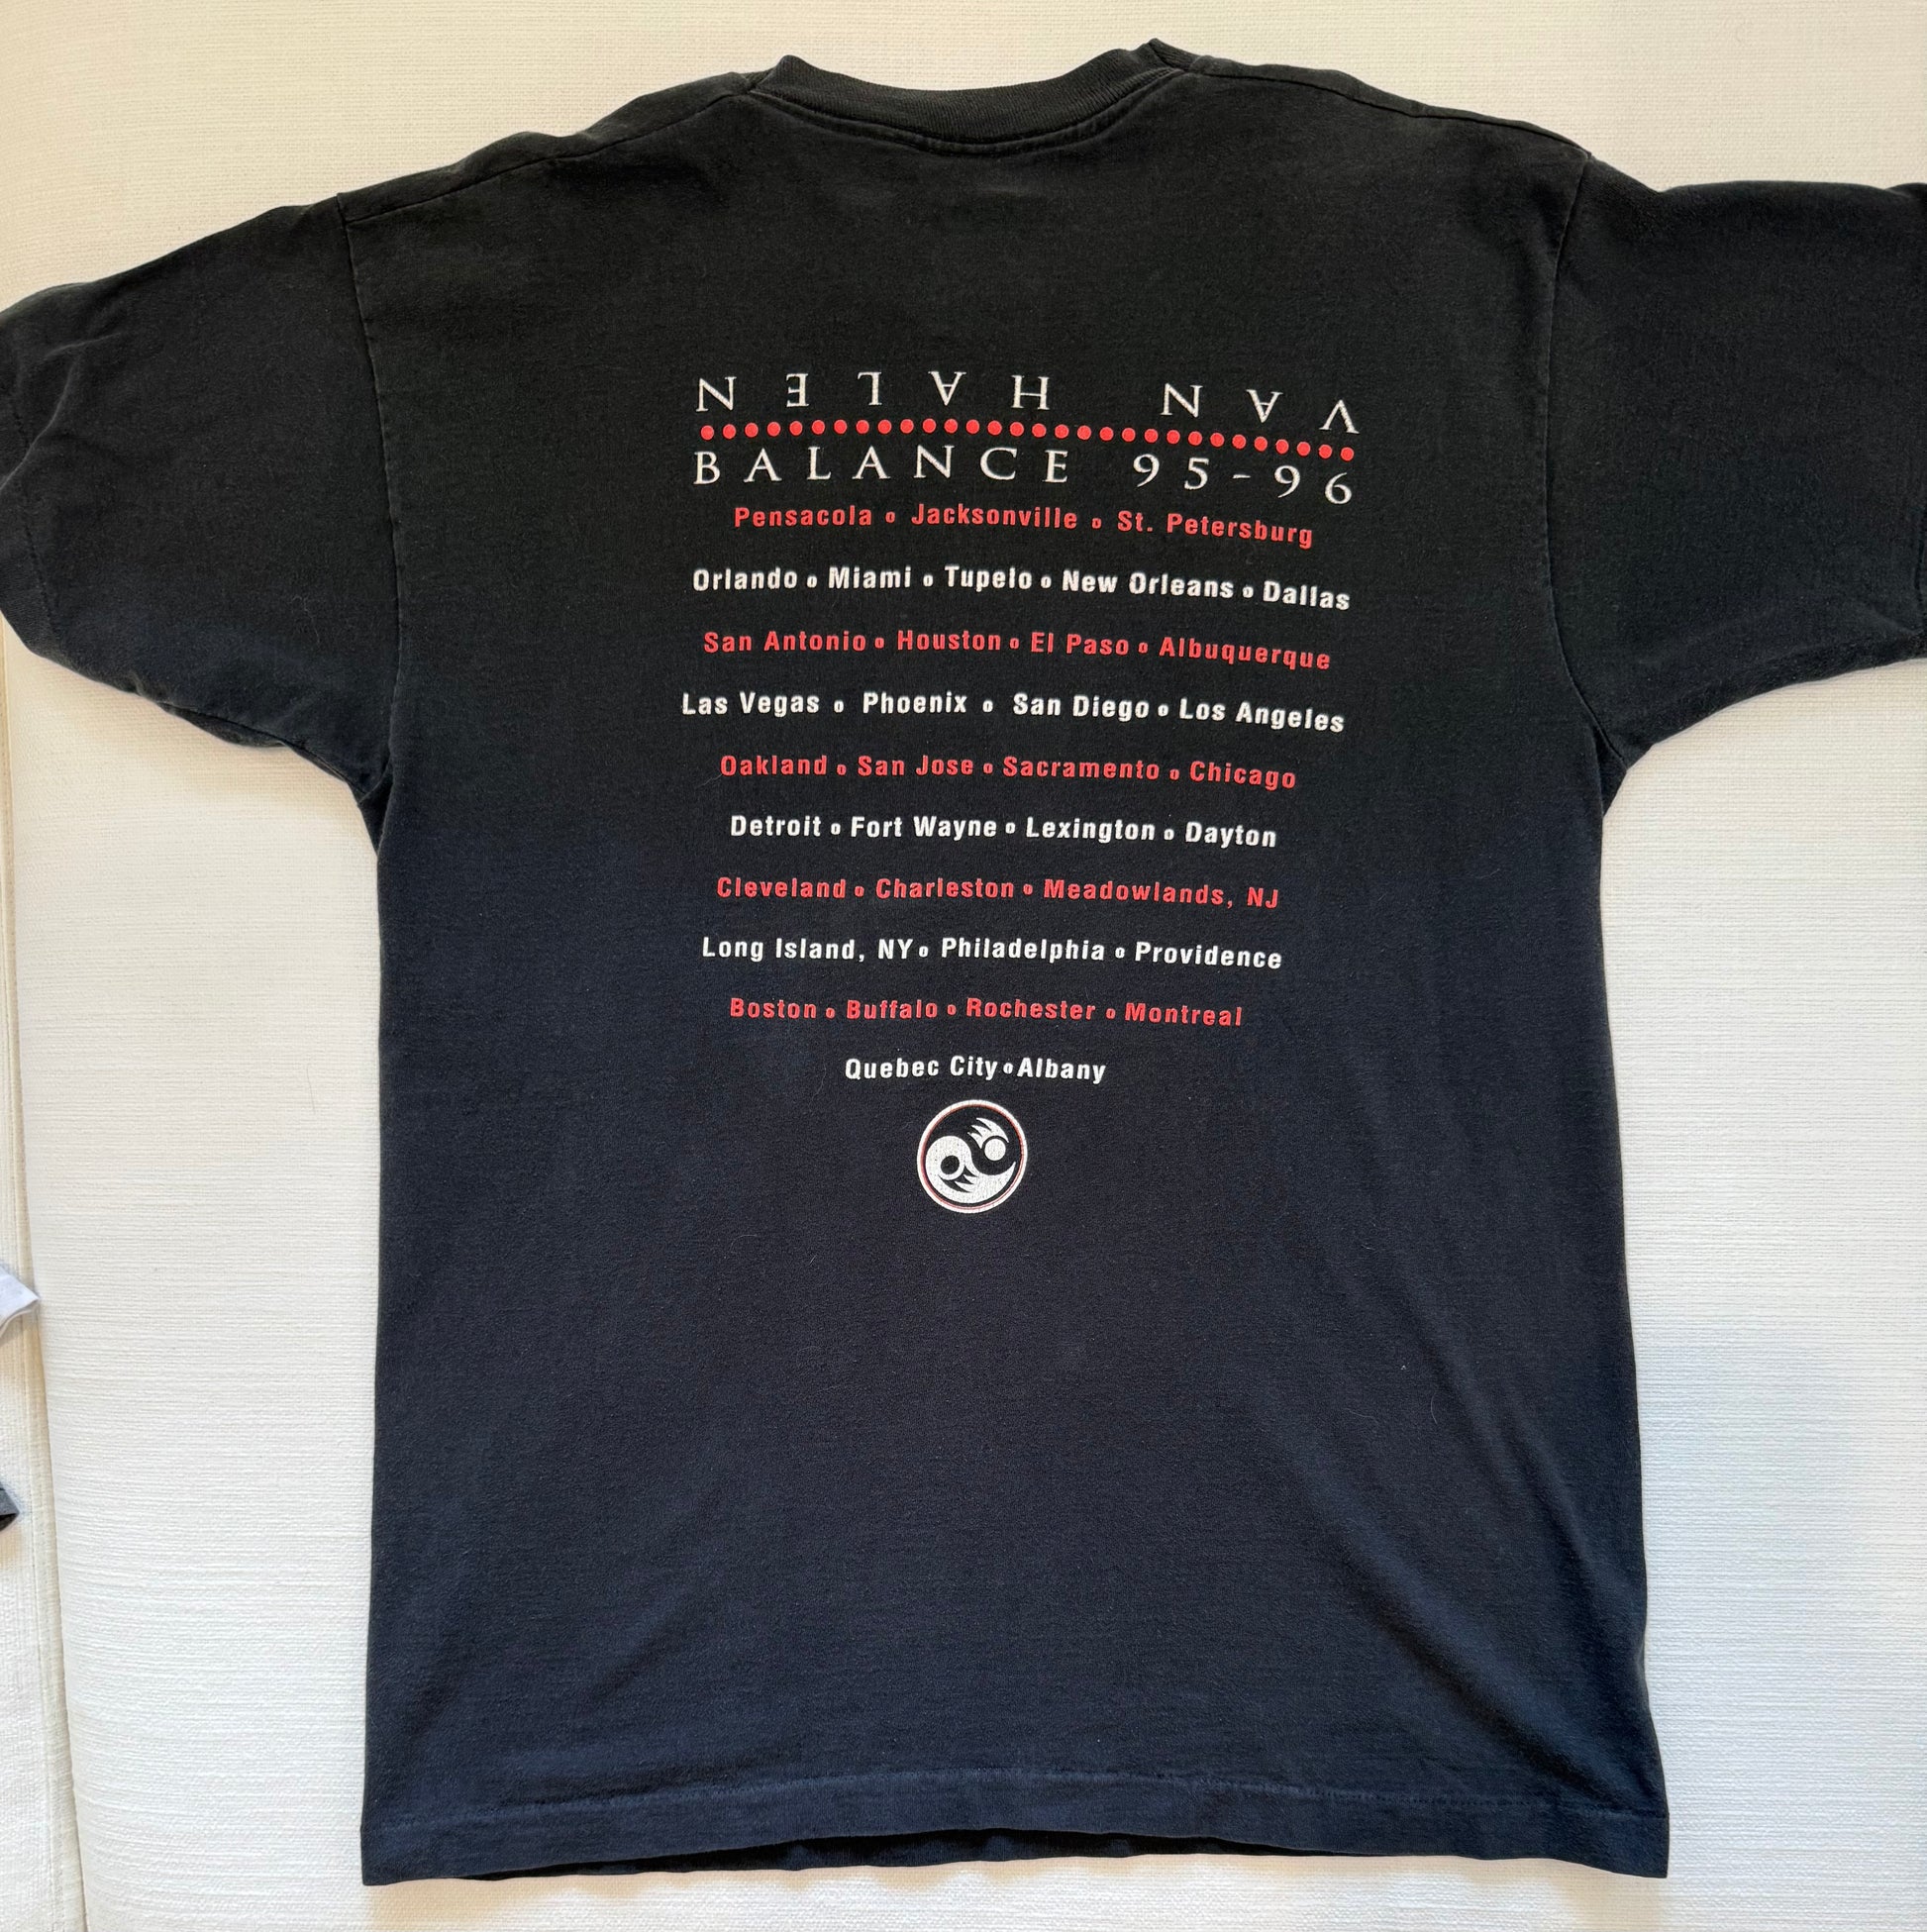 VAN HALEN
BALANCE 95-96
Pensacola o Jacksonville o St. Petersburg
Orlando o Miami o Tupelo o New Orleans o Dallas
San Antonio o Houston o El Paso o Albuquerque
Las Vegas o Phoenix o San Diego o Los Angeles
Oakland o San Jose o Sacramento o Chicago
Detroit o Fort Wayne o Lexington o Dayton
Cleveland o Charleston o Meadowlands, NJ
Long Island, NY o Philadelphia o Providence
Boston o Buffalo o Rochester o Montreal
Quebec City o Albany